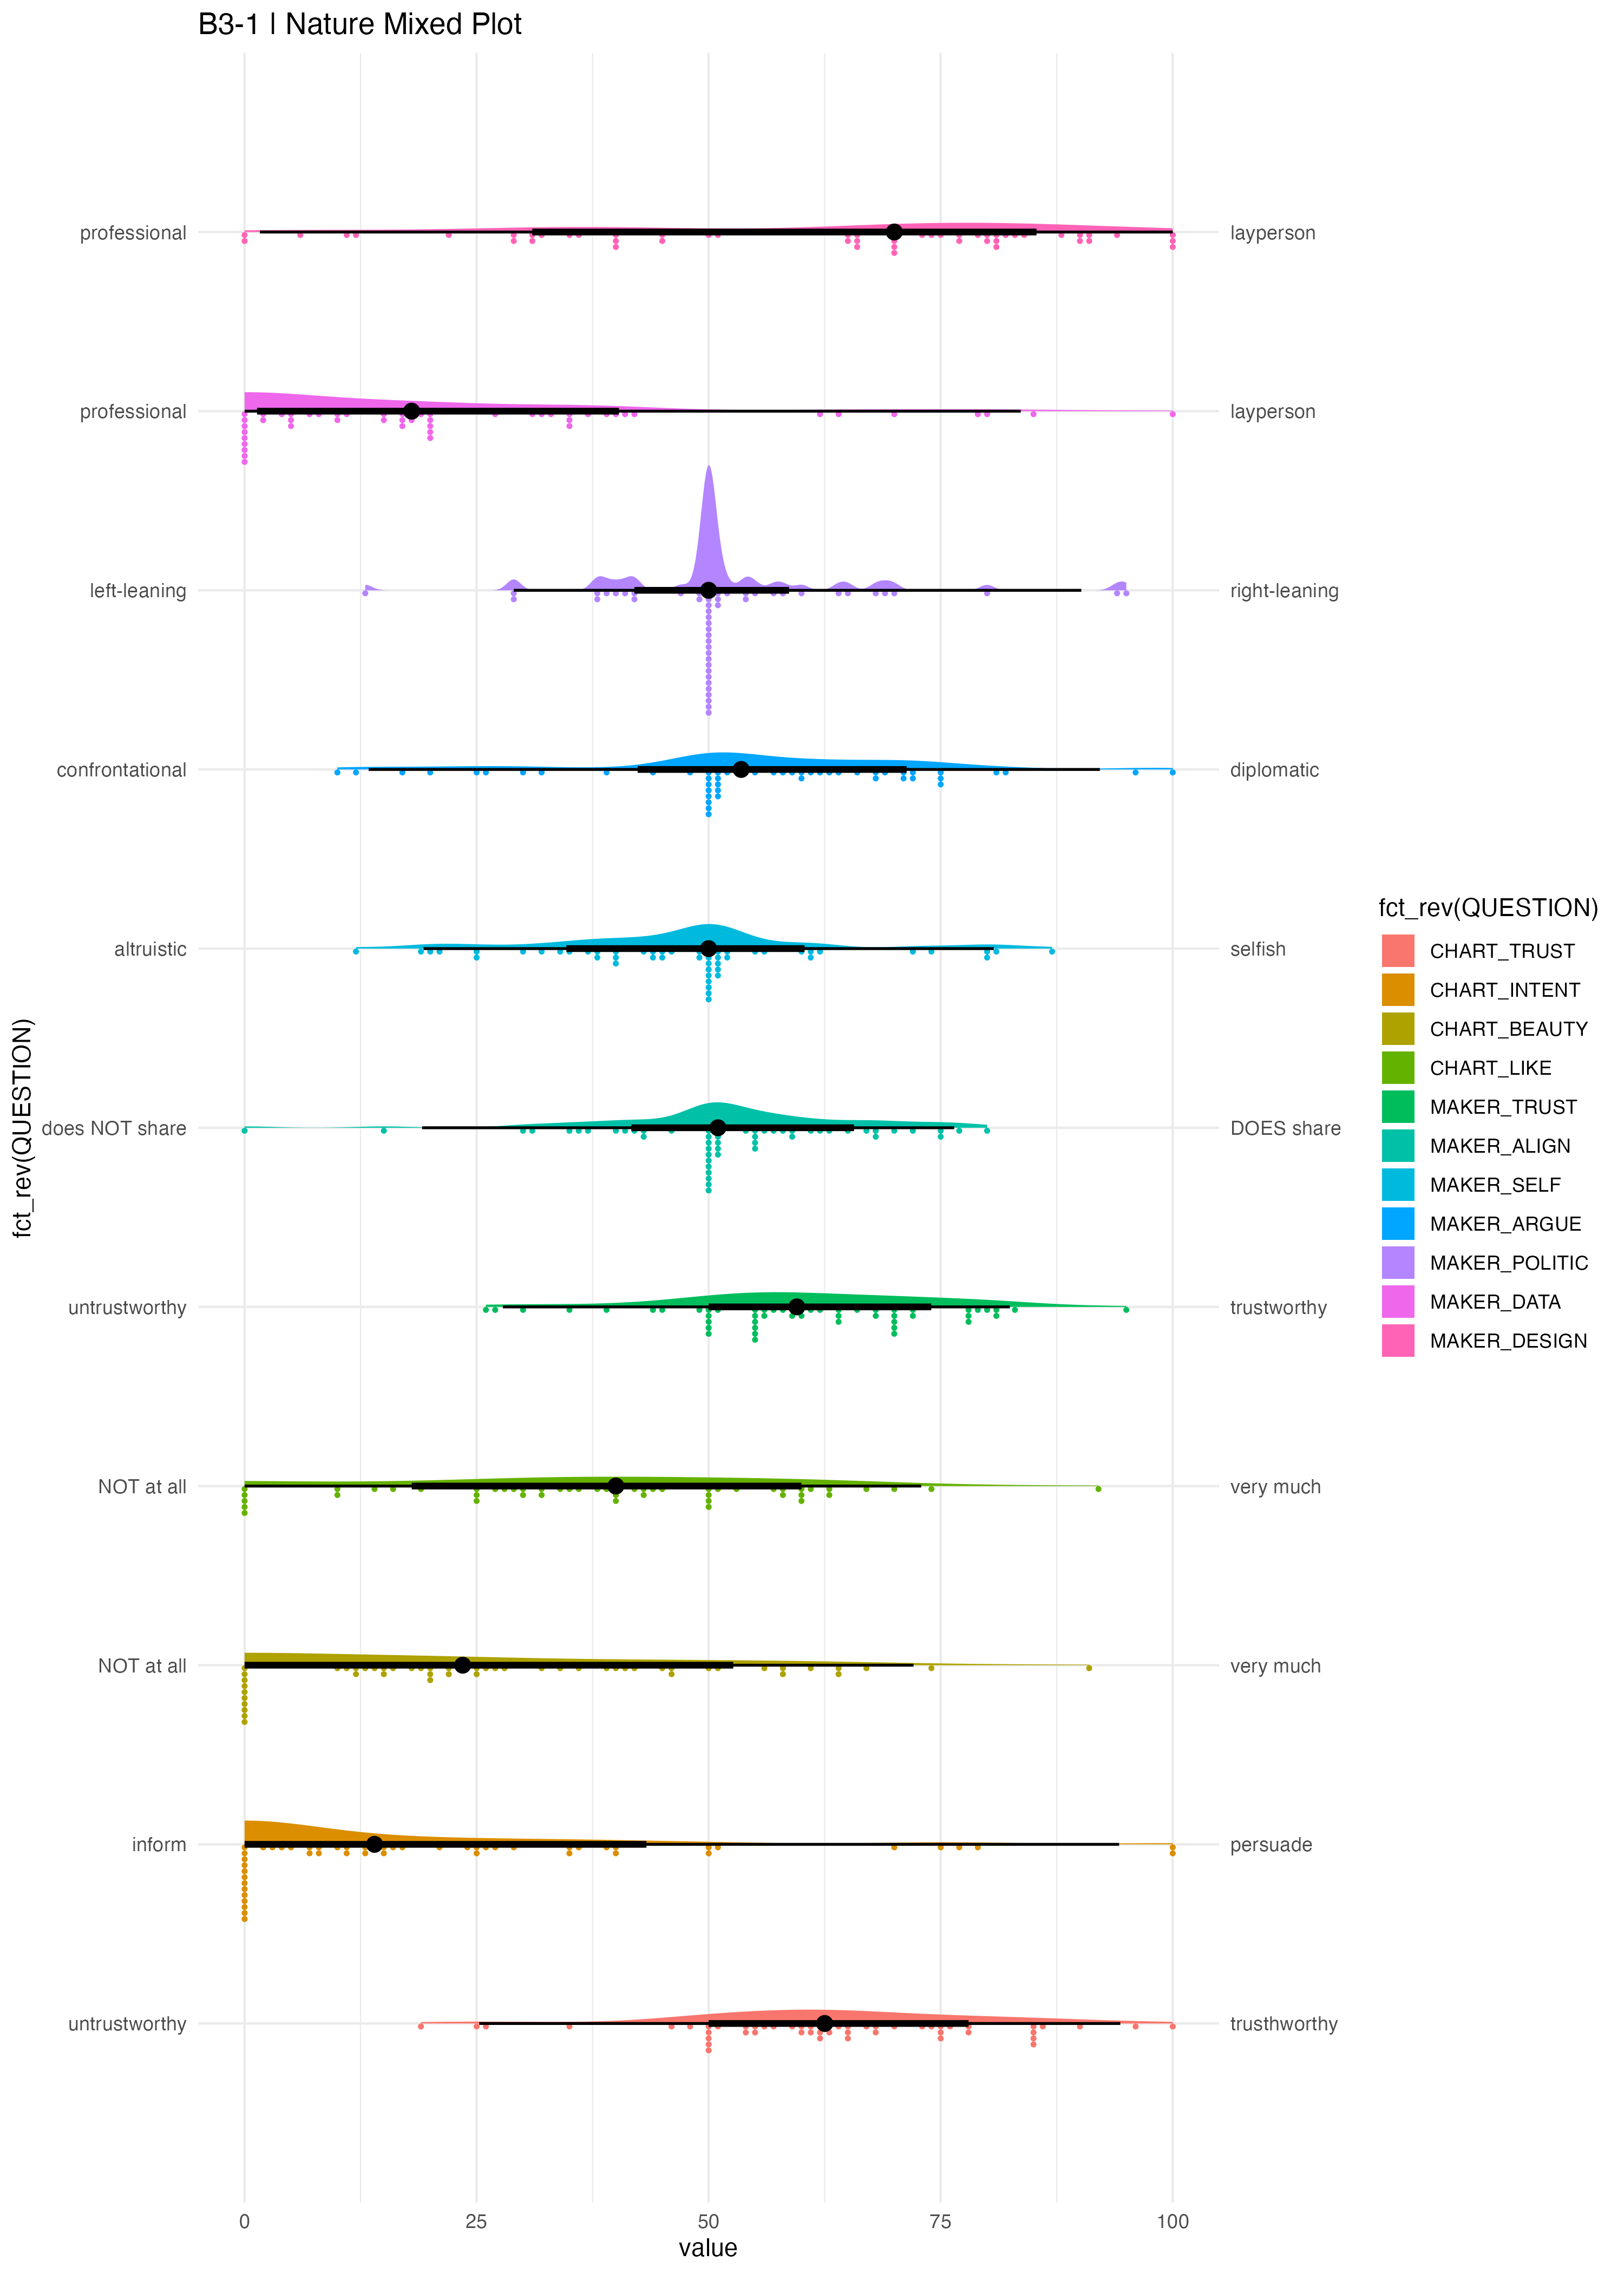 B3-1 | Nature Mixed Plot
professional
layperson
professional
layperson
left-leaning
right-leaning
confrontational
diplomatic
altruistic
selfish
does NOT share
DOES share
untrustworthy
trustworthy
NOT at all
very much
NOT at all
very much
inform
persuade
untrustworthy
trusthworthy
fct_rev(QUESTION)
0
25
50
75
100
value
fct_rev(QUESTION)
CHART_TRUST
CHART_INTENT
CHART_BEAUTY
CHART_LIKE
MAKER_TRUST
MAKER_ALIGN
MAKER_SELF
MAKER_ARGUE
MAKER_POLITIC
MAKER_DATA
MAKER_DESIGN